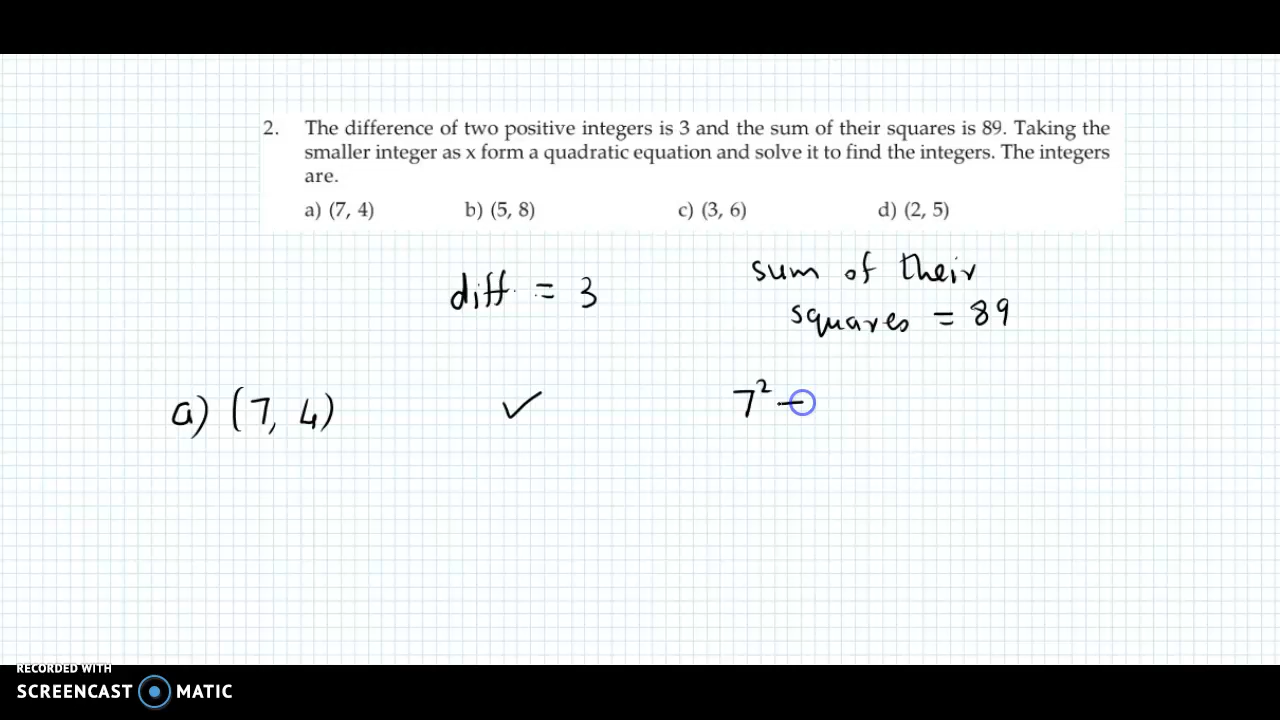 2. The difference of two positive integers is 3 and the sum of their squares is 89. Taking the
smaller integer as x form a quadratic equation and solve it to find the integers. The integers
are.
a) (7, 4) b) (5, 8) c) (3, 6) d) (2, 5)
diff. = 3
sum of their
squares = 89
a) (7, 4) ✓ 7² –
RECORDED WITH
SCREENCAST MATIC